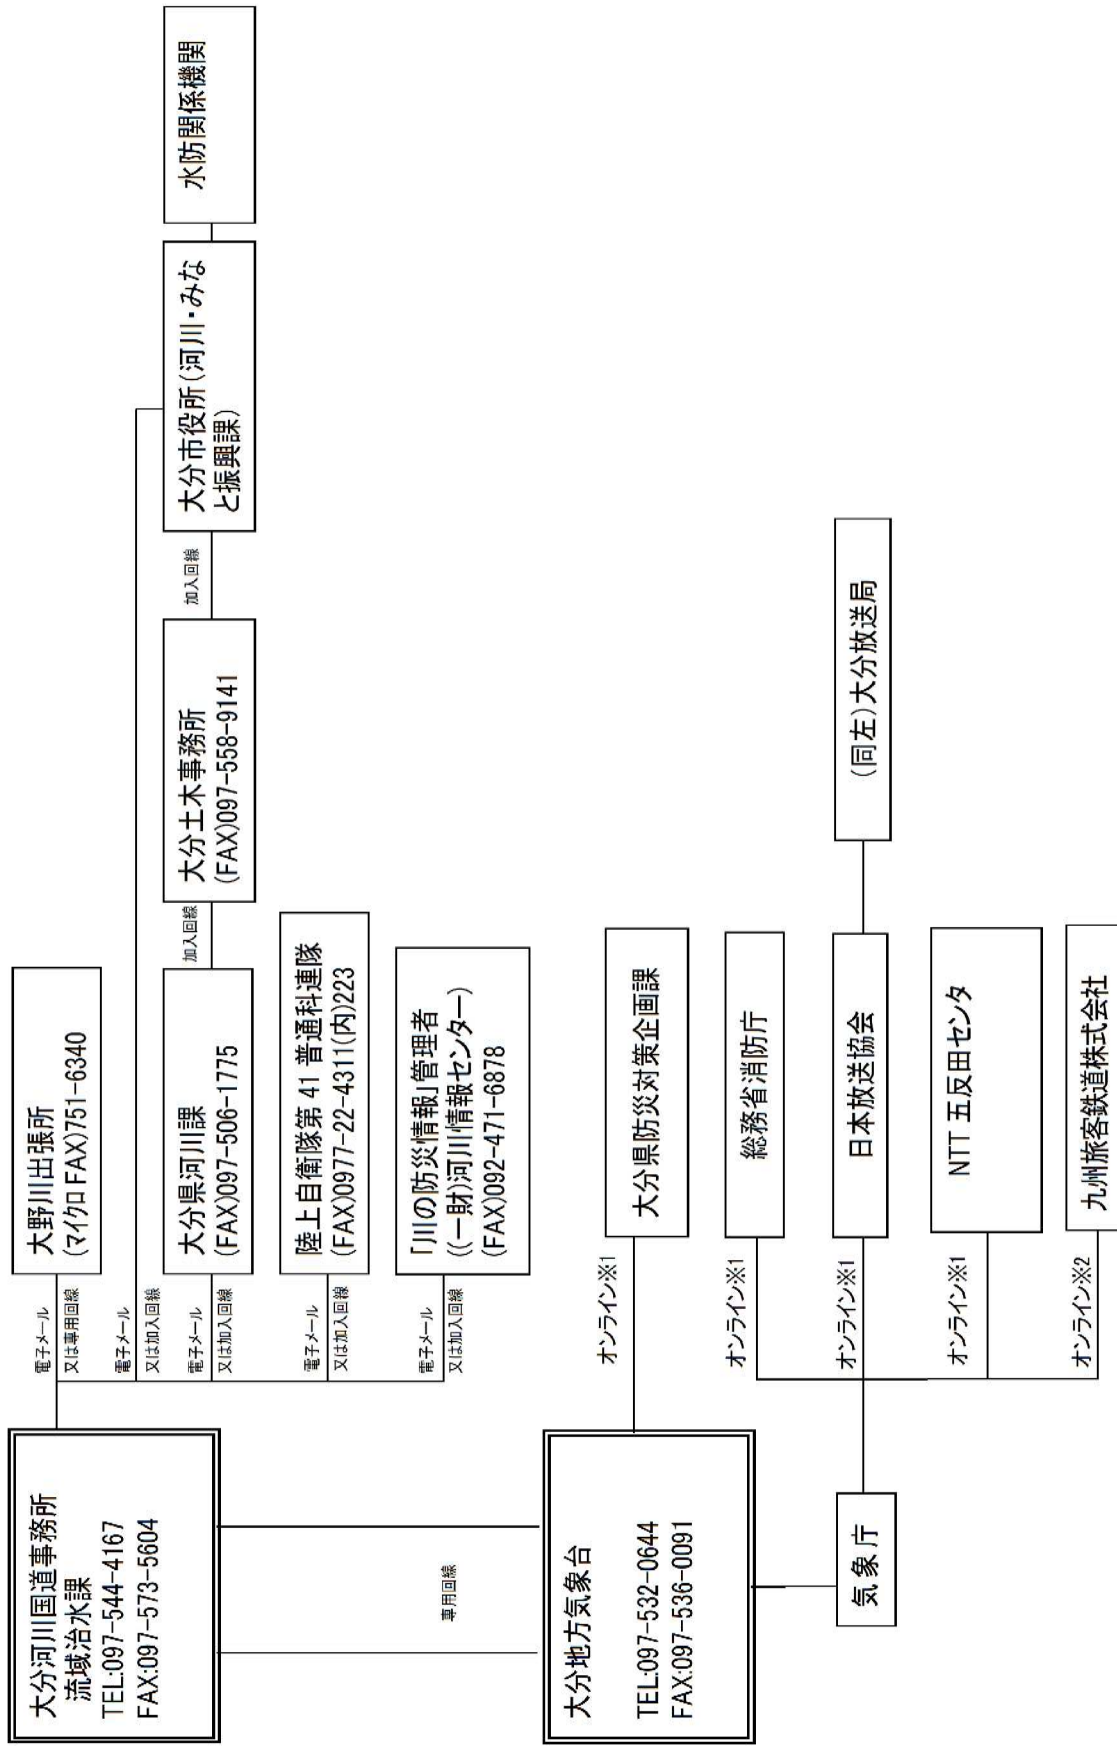 大分河川国道事務所
流域治水課
TEL:097-544-4167
FAX:097-573-5604
電子メール
又は専用回線
大野川出張所
(マイクロ FAX)751-6340
電子メール
又は加入回線
電子メール
又は加入回線
大分県河川課
(FAX)097-506-1775
加入回線
大分土木事務所
(FAX)097-558-9141
加入回線
大分市役所(河川・みな
と振興課)
水防関係機関
電子メール
又は加入回線
陸上自衛隊第 41 普通科連隊
(FAX)0977-22-4311(内)223
電子メール
又は加入回線
「川の防災情報」管理者
((一財)河川情報センター)
(FAX)092-471-6878
専用回線
大分地方気象台
TEL:097-532-0644
FAX:097-536-0091
オンライン※1
大分県防災対策企画課
気象庁
オンライン※1
総務省消防庁
オンライン※1
日本放送協会
(同左)大分放送局
オンライン※1
NTT 五反田センタ
オンライン※2
九州旅客鉄道株式会社